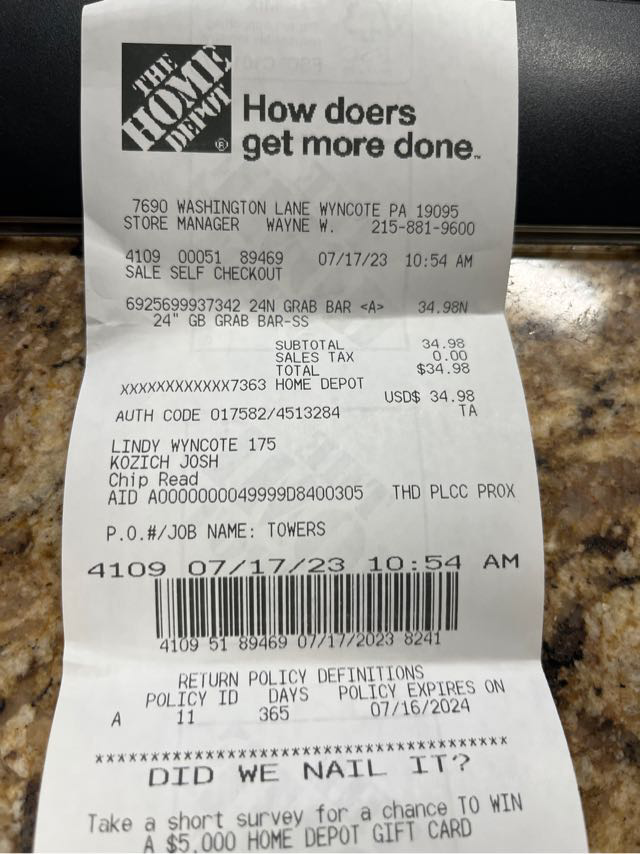 THE
HOME
DEPOT
®
How doers
get more done™
7690 WASHINGTON LANE WYNCOTE PA 19095
STORE MANAGER WAYNE W. 215-881-9600
4109 00051 89469 07/17/23 10:54 AM
SALE SELF CHECKOUT
6925699937342 24N GRAB BAR <A> 34.98N
24" GB GRAB BAR-SS
SUBTOTAL 34.98
SALES TAX 0.00
TOTAL $34.98
XXXXXXXXXXXX7363 HOME DEPOT
USD$ 34.98
AUTH CODE 017582/4513284 TA
LINDY WYNCOTE 175
KOZICH JOSH
Chip Read
AID A0000000049999D8400305 THD PLCC PROX
P.O.#/JOB NAME: TOWERS
4109 07/17/23 10:54 AM
4109 51 89469 07/17/2023 8241
RETURN POLICY DEFINITIONS
POLICY ID DAYS POLICY EXPIRES ON
A 11 365 07/16/2024
***************************************
DID WE NAIL IT?
Take a short survey for a chance TO WIN
A $5,000 HOME DEPOT GIFT CARD